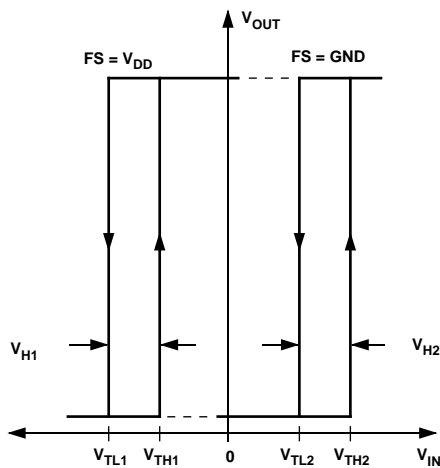 V_OUT
FS = V_DD
FS = GND
V_H1
V_H2
V_TL1
V_TH1
0
V_TL2
V_TH2
V_IN